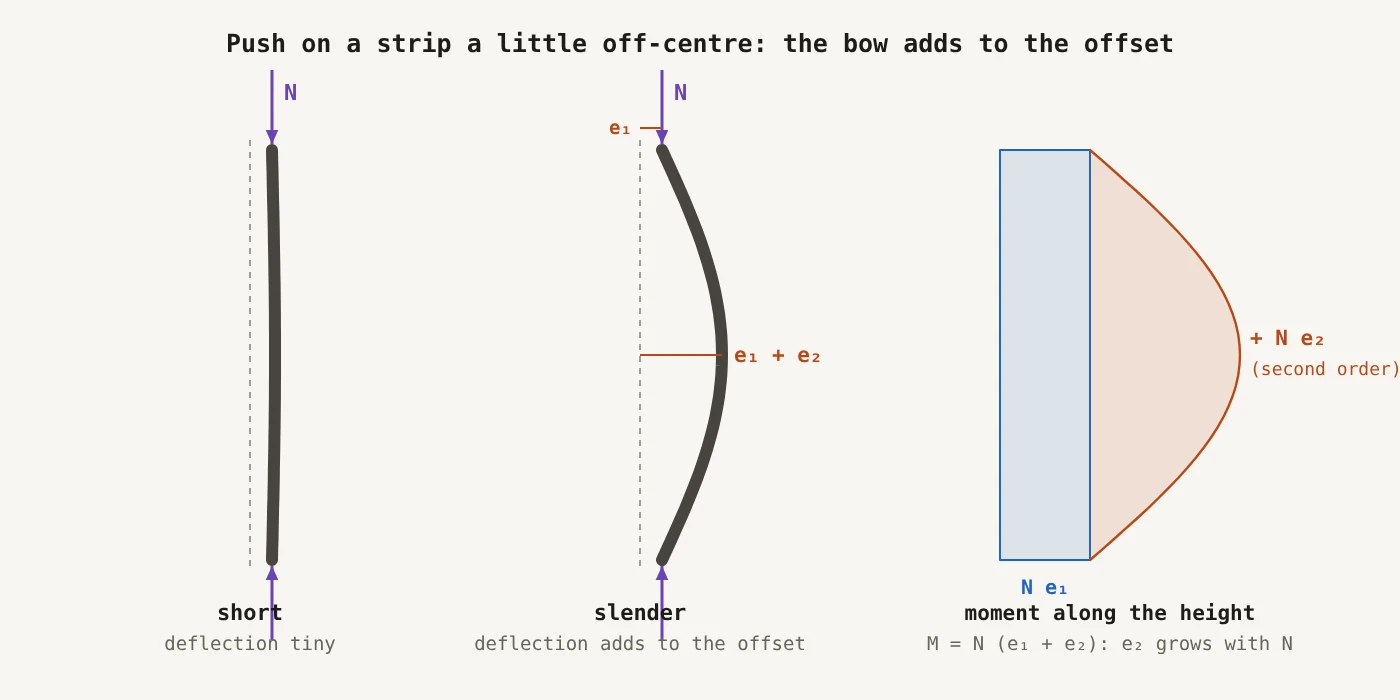 Push on a strip a little off-centre: the bow adds to the offset
N
N
e₁
e₁ + e₂
+ N e₂
(second order)
N e₁
short
deflection tiny
slender
deflection adds to the offset
moment along the height
M = N (e₁ + e₂): e₂ grows with N